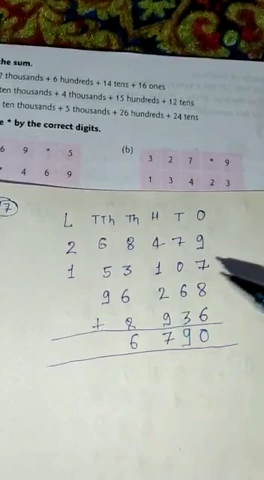 he sum.
2 thousands + 6 hundreds + 14 tens + 16 ones
ten thousands + 4 thousands + 15 hundreds + 12 tens
ten thousands + 5 thousands + 26 hundreds + 24 tens
e * by the correct digits.
6 9 * 5
* 4 6 9
(b)
3 2 7 * 9
1 3 4 2 3
7
L TTh Th H T O
2 6 8 4 7 9
1 5 3 1 0 7
9 6 2 6 8
+ 8 9 3 6
6 7 9 0